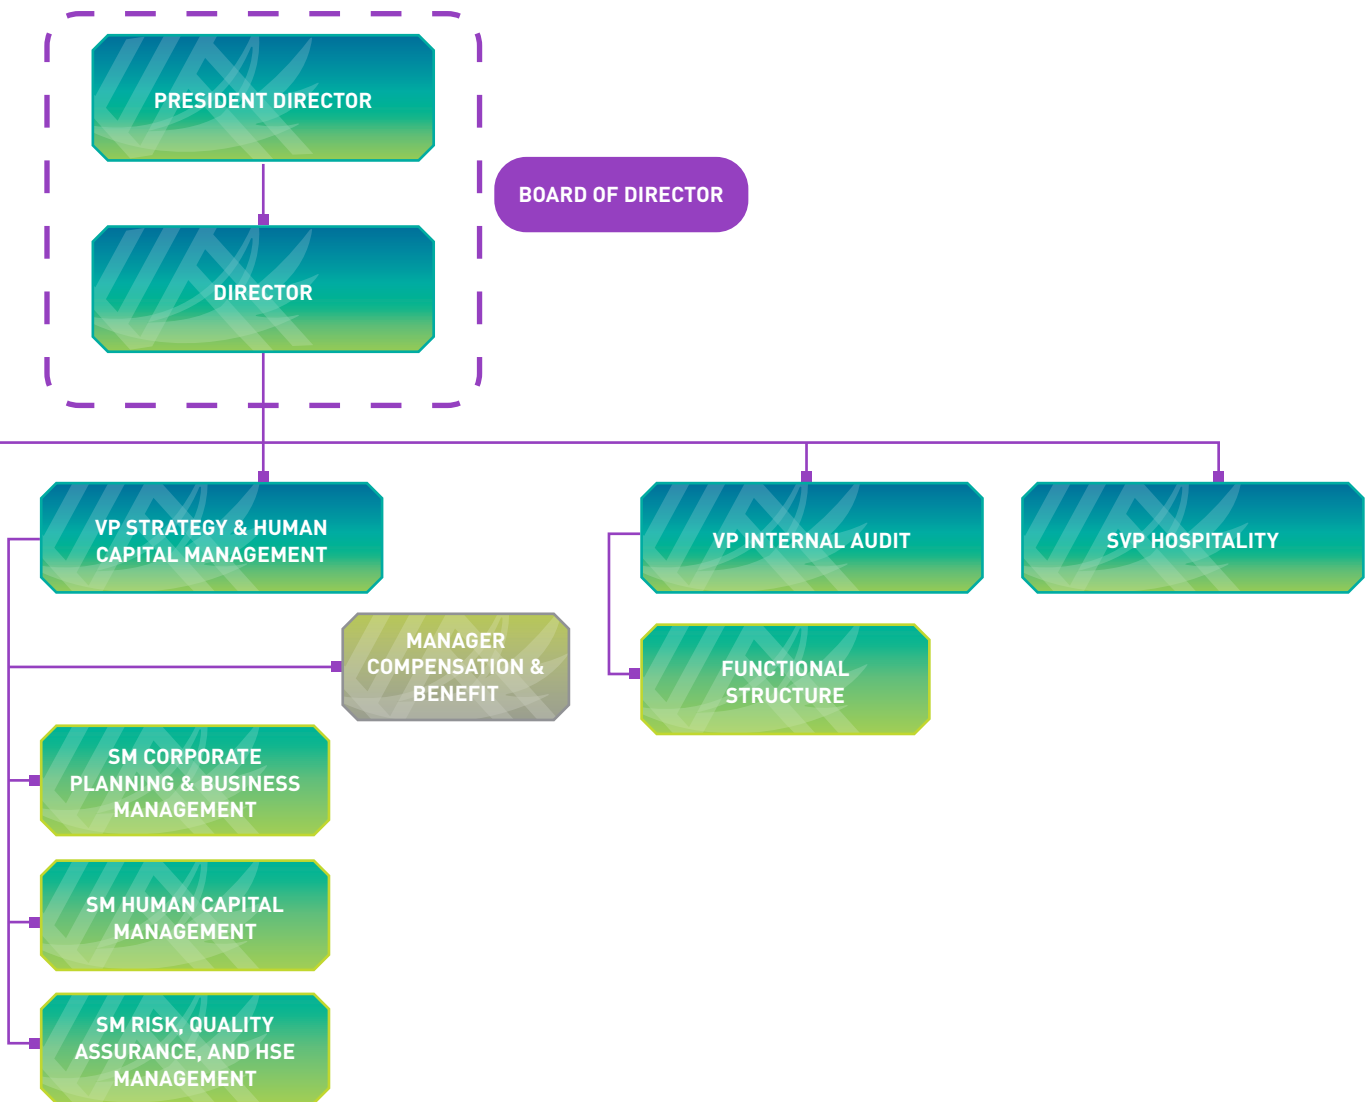 PRESIDENT DIRECTOR
BOARD OF DIRECTOR
DIRECTOR
VP STRATEGY & HUMAN
CAPITAL MANAGEMENT
VP INTERNAL AUDIT
SVP HOSPITALITY
MANAGER
COMPENSATION &
BENEFIT
FUNCTIONAL
STRUCTURE
SM CORPORATE
PLANNING & BUSINESS
MANAGEMENT
SM HUMAN CAPITAL
MANAGEMENT
SM RISK, QUALITY
ASSURANCE, AND HSE
MANAGEMENT